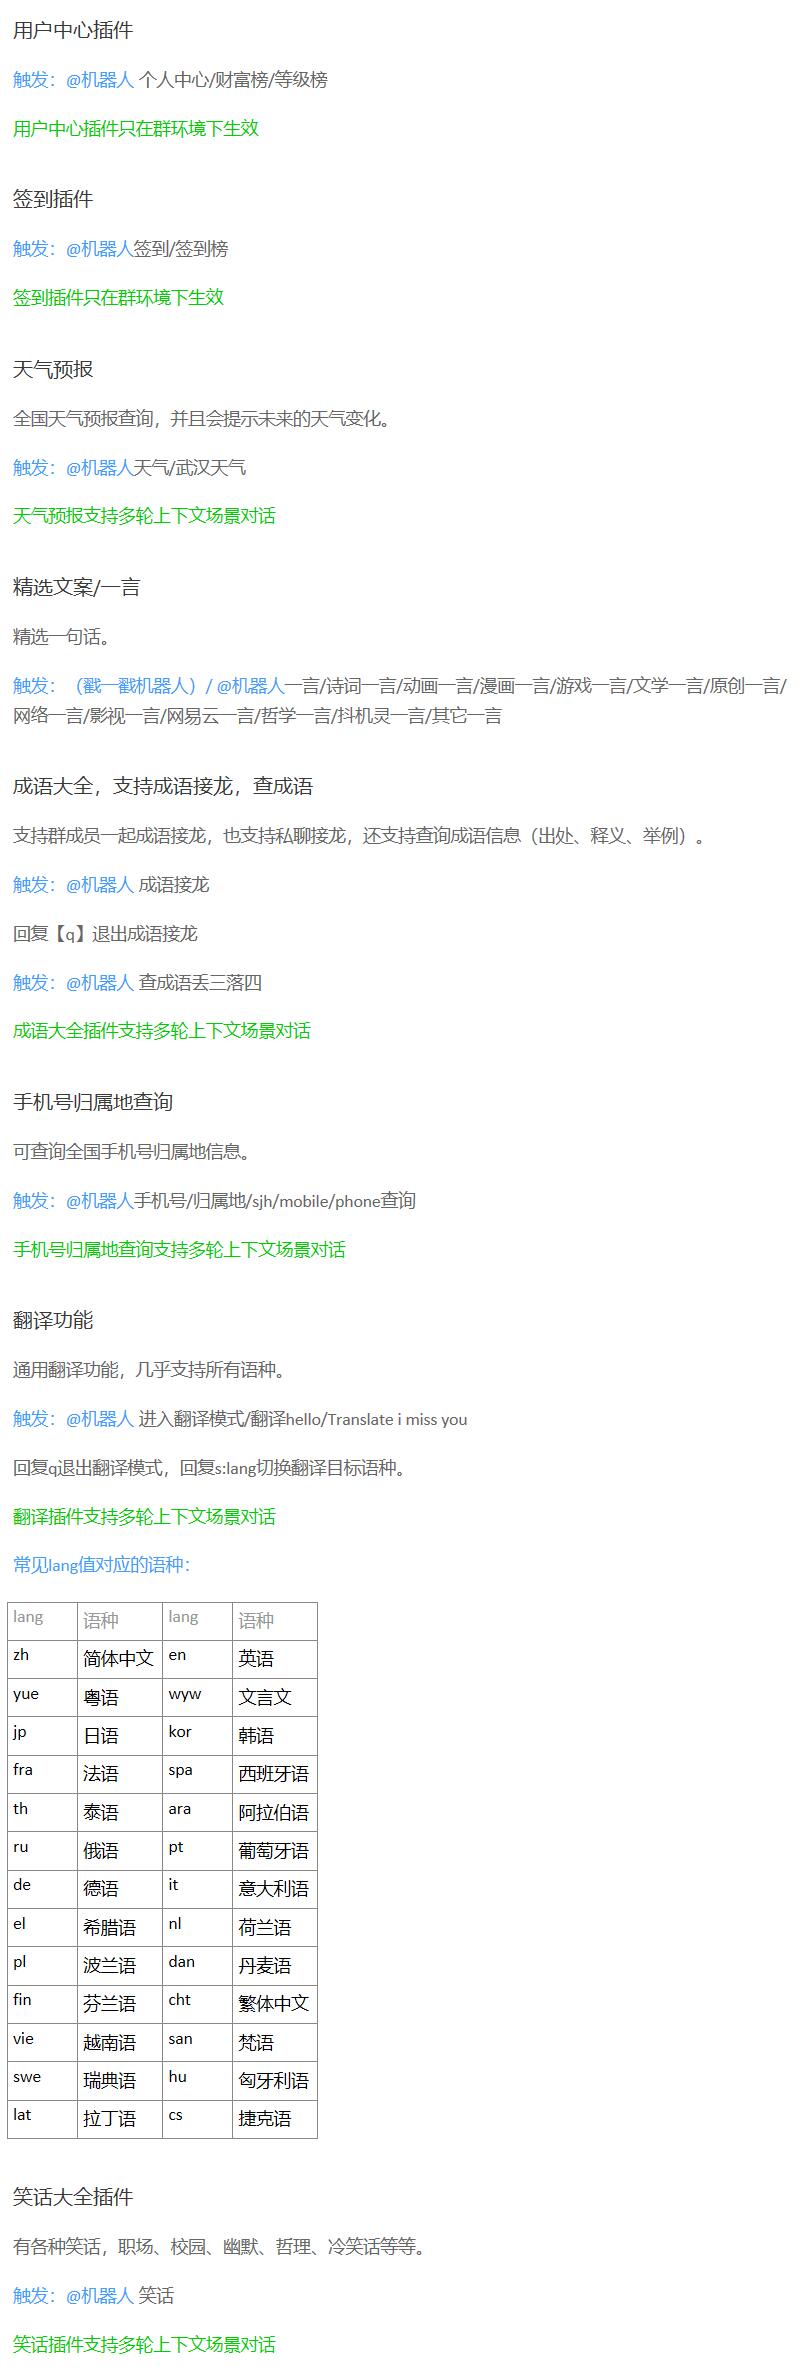 用户中心插件
触发：@机器人 个人中心/财富榜/等级榜
用户中心插件只在群环境下生效
签到插件
触发：@机器人签到/签到榜
签到插件只在群环境下生效
天气预报
全国天气预报查询，并且会提示未来的天气变化。
触发：@机器人天气/武汉天气
天气预报支持多轮上下文场景对话
精选文案/一言
精选一句话。
触发：（戳一戳机器人）/ @机器人一言/诗词一言/动画一言/漫画一言/游戏一言/文学一言/原创一言/
网络一言/影视一言/网易云一言/哲学一言/抖机灵一言/其它一言
成语大全，支持成语接龙，查成语
支持群成员一起成语接龙，也支持私聊接龙，还支持查询成语信息（出处、释义、举例）。
触发：@机器人 成语接龙
回复【q】退出成语接龙
触发：@机器人 查成语丢三落四
成语大全插件支持多轮上下文场景对话
手机号归属地查询
可查询全国手机号归属地信息。
触发：@机器人手机号/归属地/sjh/mobile/phone查询
手机号归属地查询支持多轮上下文场景对话
翻译功能
通用翻译功能，几乎支持所有语种。
触发：@机器人 进入翻译模式/翻译hello/Translate i miss you
回复q退出翻译模式，回复s:lang切换翻译目标语种。
翻译插件支持多轮上下文场景对话
常见lang值对应的语种：
lang 语种 lang 语种
zh 简体中文 en 英语
yue 粤语 wyw 文言文
jp 日语 kor 韩语
fra 法语 spa 西班牙语
th 泰语 ara 阿拉伯语
ru 俄语 pt 葡萄牙语
de 德语 it 意大利语
el 希腊语 nl 荷兰语
pl 波兰语 dan 丹麦语
fin 芬兰语 cht 繁体中文
vie 越南语 san 梵语
swe 瑞典语 hu 匈牙利语
lat 拉丁语 cs 捷克语
笑话大全插件
有各种笑话，职场、校园、幽默、哲理、冷笑话等等。
触发：@机器人 笑话
笑话插件支持多轮上下文场景对话